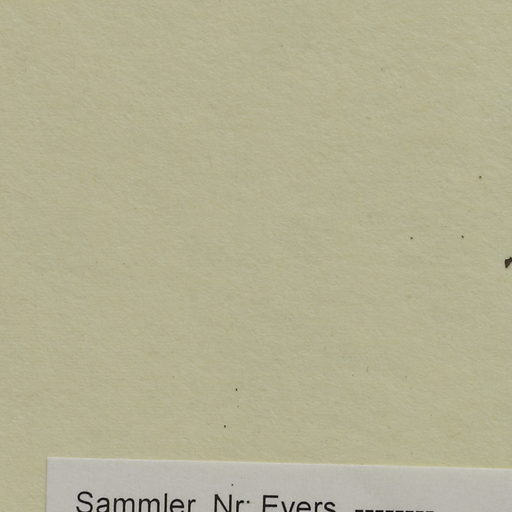 Sammler, Nr: Evers, --------